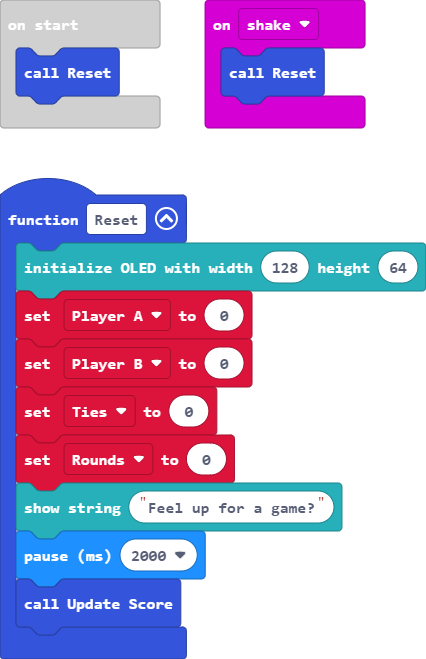 on start
call Reset
on shake
call Reset
function Reset
initialize OLED with width 128 height 64
set Player A to 0
set Player B to 0
set Ties to 0
set Rounds to 0
show string "Feel up for a game?"
pause (ms) 2000
call Update Score